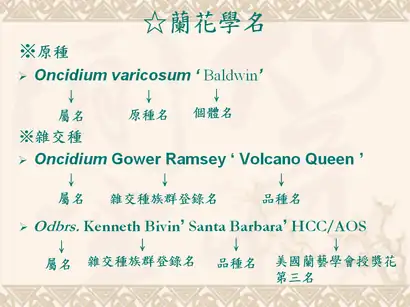 ☆蘭花學名
※原種
➢ Oncidium varicosum ‘ Baldwin’
↓ ↓ ↓
屬名 原種名 個體名
※雜交種
➢ Oncidium Gower Ramsey ‘ Volcano Queen ’
↓ ↓ ↓
屬名 雜交種族群登錄名 品種名
➢ Odbrs. Kenneth Bivin’ Santa Barbara’ HCC/AOS
↓ ↓ ↓ ↓
屬名 雜交種族群登錄名 品種名 美國蘭藝學會授獎花
第三名